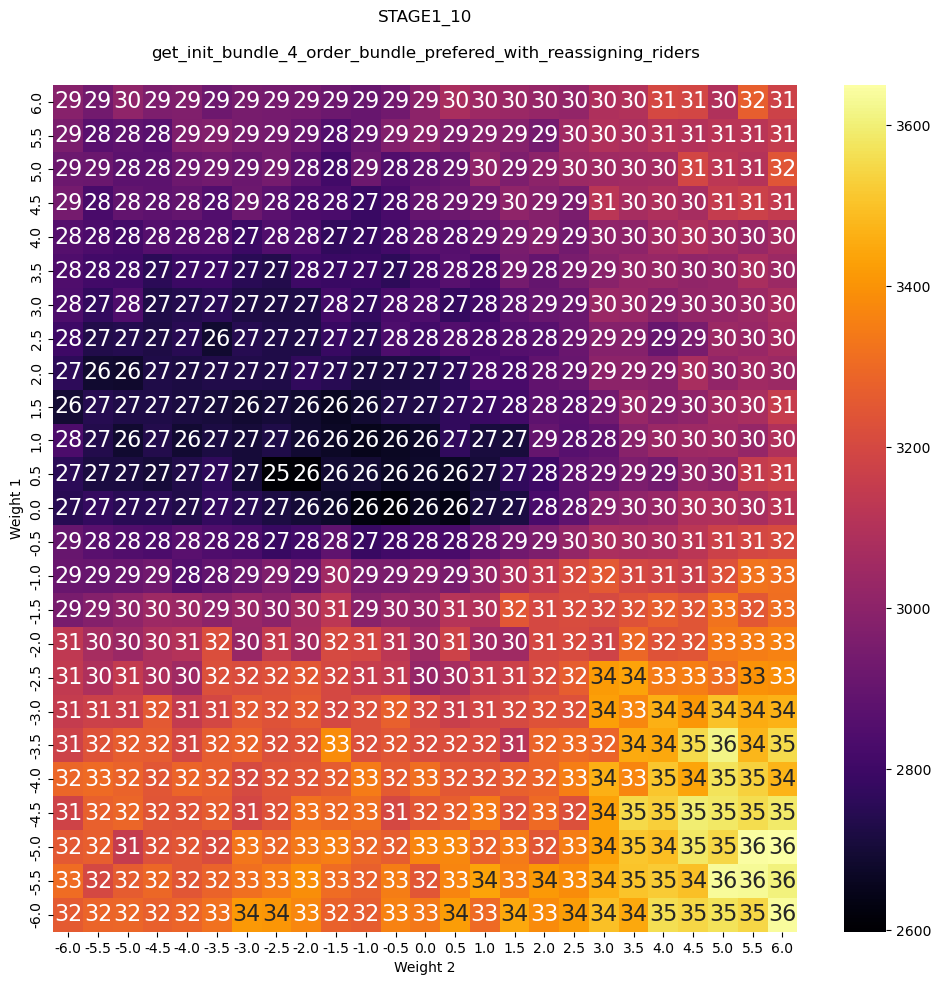 STAGE1_10
get_init_bundle_4_order_bundle_prefered_with_reassigning_riders
6.0 29 29 30 29 29 29 29 29 29 29 29 29 29 30 30 30 30 30 30 30 31 31 30 32 31
5.5 29 28 28 28 29 29 29 29 29 28 29 29 29 29 29 29 29 30 30 30 31 31 31 31 31
5.0 29 29 28 28 29 29 29 29 28 28 29 28 28 29 30 29 29 30 30 30 30 31 31 31 32
4.5 29 28 28 28 28 28 29 28 28 28 27 28 28 29 29 30 29 29 31 30 30 30 31 31 31
4.0 28 28 28 28 28 28 27 28 28 27 27 28 28 28 29 29 29 29 30 30 30 30 30 30 30
3.5 28 28 28 27 27 27 27 27 28 27 27 27 28 28 28 29 28 29 29 30 30 30 30 30 30
3.0 28 27 28 27 27 27 27 27 27 28 27 28 28 27 28 28 29 29 30 30 29 30 30 30 30
2.5 28 27 27 27 27 26 27 27 27 27 27 28 28 28 28 28 28 29 29 29 29 29 30 30 30
2.0 27 26 26 27 27 27 27 27 27 27 27 27 27 27 28 28 28 29 29 29 29 30 30 30 30
1.5 26 27 27 27 27 27 26 27 26 26 26 27 27 27 27 28 28 28 29 30 29 30 30 30 31
1.0 28 27 26 27 26 27 27 27 26 26 26 26 26 27 27 27 29 28 28 29 30 30 30 30 30
0.5 27 27 27 27 27 27 27 25 26 26 26 26 26 26 27 27 28 28 29 29 29 30 30 31 31
0.0 27 27 27 27 27 27 27 27 26 26 26 26 26 26 27 27 28 28 29 30 30 30 30 30 31
-0.5 29 28 28 28 28 28 28 27 28 28 27 28 28 28 28 29 29 30 30 30 30 31 31 31 32
-1.0 29 29 29 29 28 28 29 29 29 30 29 29 29 29 30 30 31 32 32 31 31 31 32 33 33
-1.5 29 29 30 30 30 29 30 30 30 31 29 30 30 31 30 32 31 32 32 32 32 32 33 32 33
-2.0 31 30 30 30 31 32 30 31 30 32 31 31 30 31 30 30 31 32 31 32 32 32 33 33 33
-2.5 31 30 31 30 30 32 32 32 32 32 31 31 30 30 31 31 32 32 34 34 33 33 33 33 33
-3.0 31 31 31 32 31 31 32 32 32 32 32 32 32 31 31 32 32 32 34 33 34 34 34 34 34
-3.5 31 32 32 32 31 32 32 32 32 33 32 32 32 32 32 31 32 33 32 34 34 35 36 34 35
-4.0 32 33 32 32 32 32 32 32 32 32 33 32 33 32 32 32 32 33 34 33 35 34 35 35 34
-4.5 31 32 32 32 32 32 31 32 33 32 33 31 32 32 33 32 33 32 34 35 35 35 35 35 35
-5.0 32 32 31 32 32 32 33 32 33 33 32 32 33 33 32 33 32 33 34 35 34 35 35 36 36
-5.5 33 32 32 32 32 32 33 33 33 33 32 33 32 33 34 33 34 33 34 35 35 34 36 36 36
-6.0 32 32 32 32 32 33 34 34 33 32 32 33 33 34 33 34 33 34 34 34 35 35 35 35 36
-6.0 -5.5 -5.0 -4.5 -4.0 -3.5 -3.0 -2.5 -2.0 -1.5 -1.0 -0.5 0.0 0.5 1.0 1.5 2.0 2.5 3.0 3.5 4.0 4.5 5.0 5.5 6.0
Weight 2
Weight 1
3600
3400
3200
3000
2800
2600